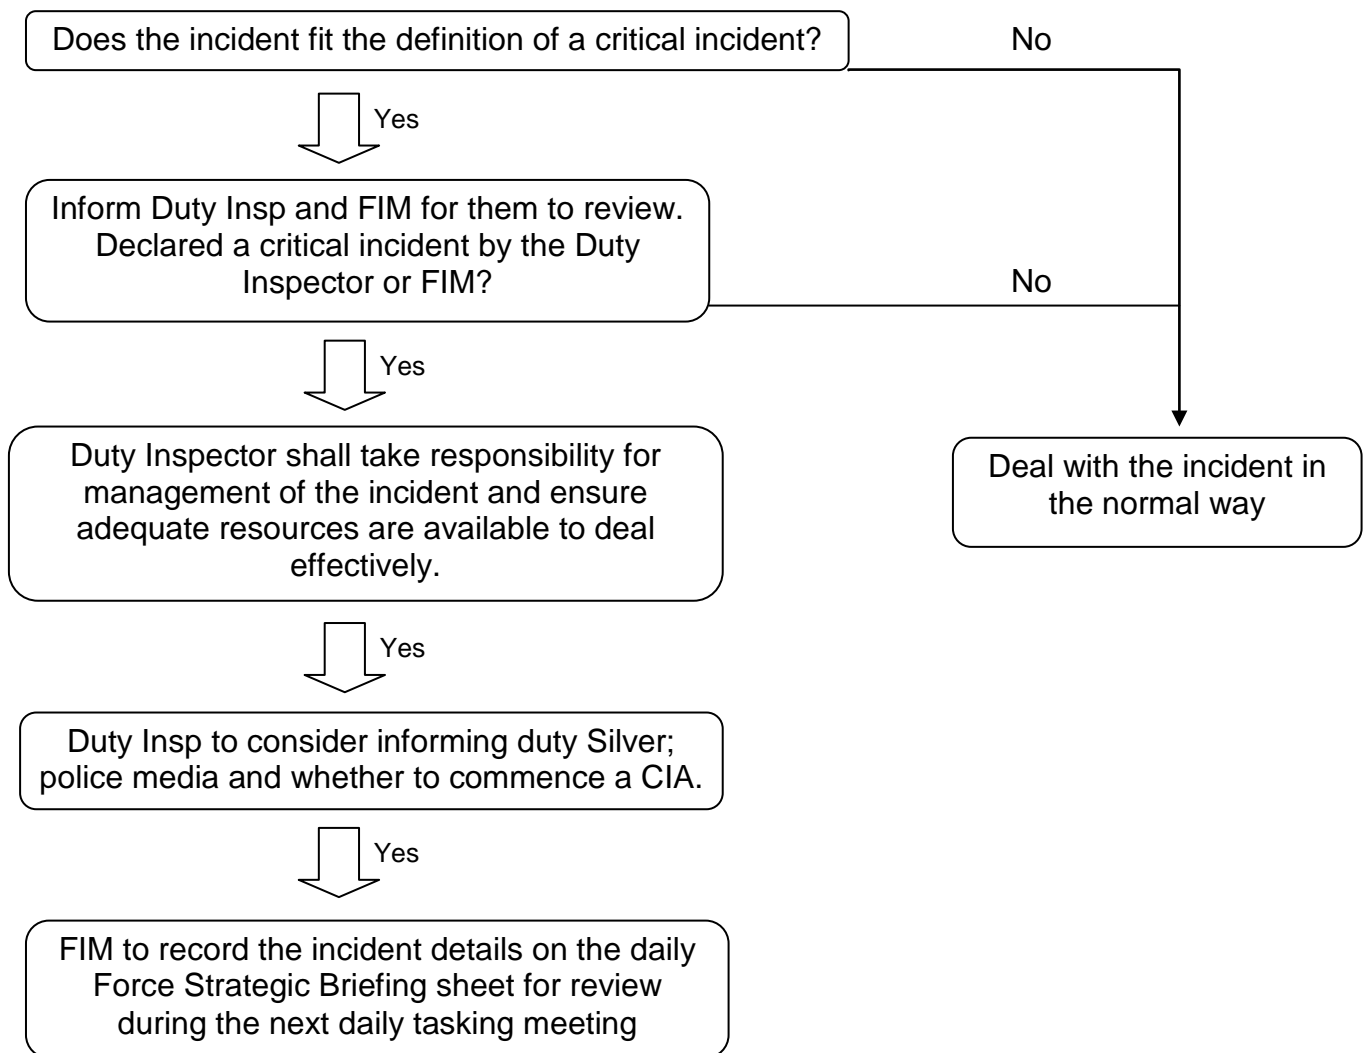 Does the incident fit the definition of a critical incident?
No
Yes
Inform Duty Insp and FIM for them to review.
Declared a critical incident by the Duty
Inspector or FIM?
No
Yes
Duty Inspector shall take responsibility for
management of the incident and ensure
adequate resources are available to deal
effectively.
Deal with the incident in
the normal way
Yes
Duty Insp to consider informing duty Silver;
police media and whether to commence a CIA.
Yes
FIM to record the incident details on the daily
Force Strategic Briefing sheet for review
during the next daily tasking meeting